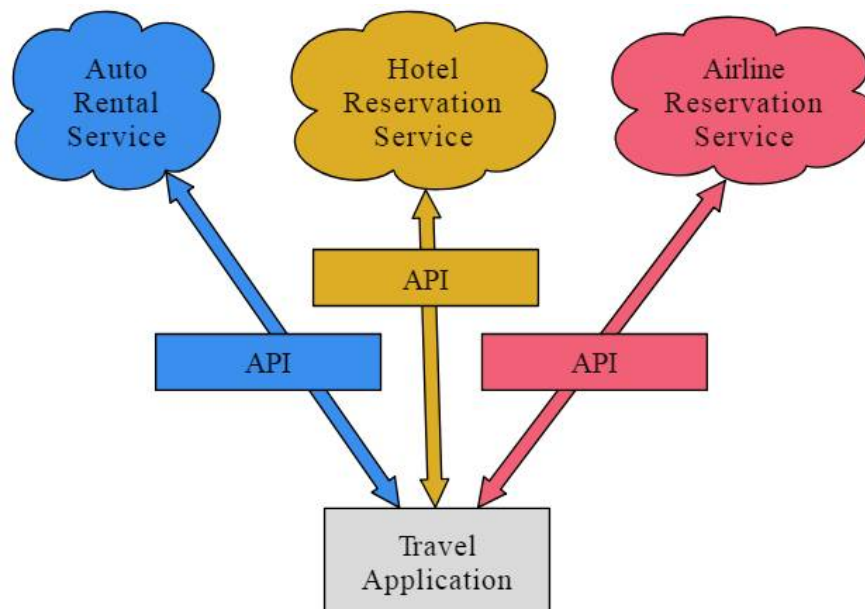 Auto
Rental
Service
Hotel
Reservation
Service
Airline
Reservation
Service
API
API
API
Travel
Application